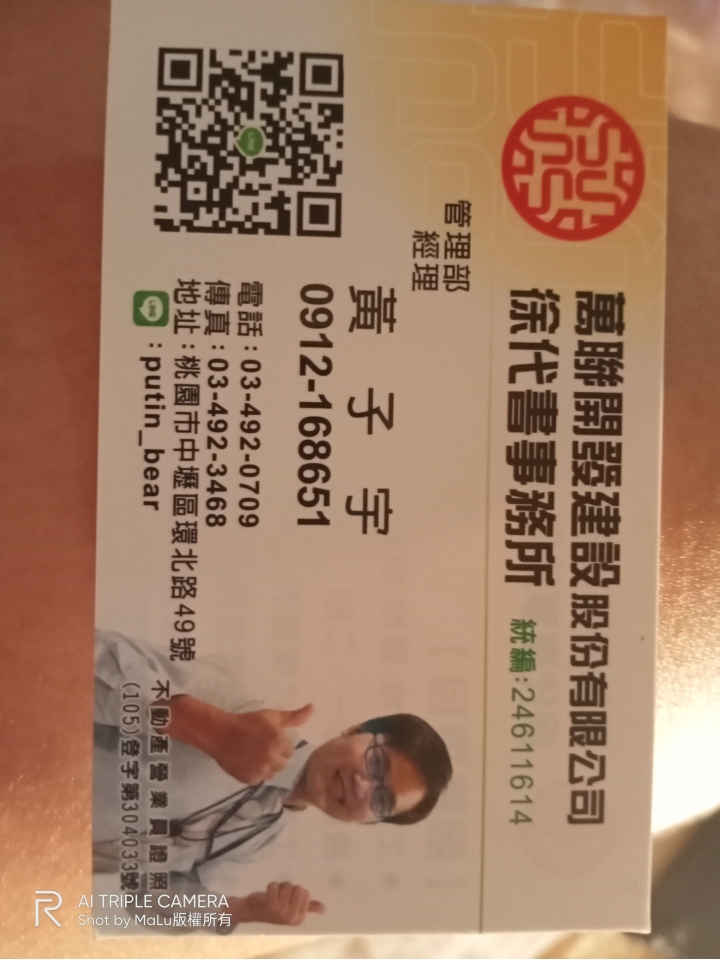 萬聯開發建設股份有限公司
徐代書事務所 統編:24611614
管理部
經理
黃子宇
0912-168651
電話:03-492-0709
傳真:03-492-3468
地址:桃園市中壢區環北路49號
LINE:putin_bear
不動產營業員證照
(105)登字第304033號
LINE
AI TRIPLE CAMERA
Shot by MaLu版權所有